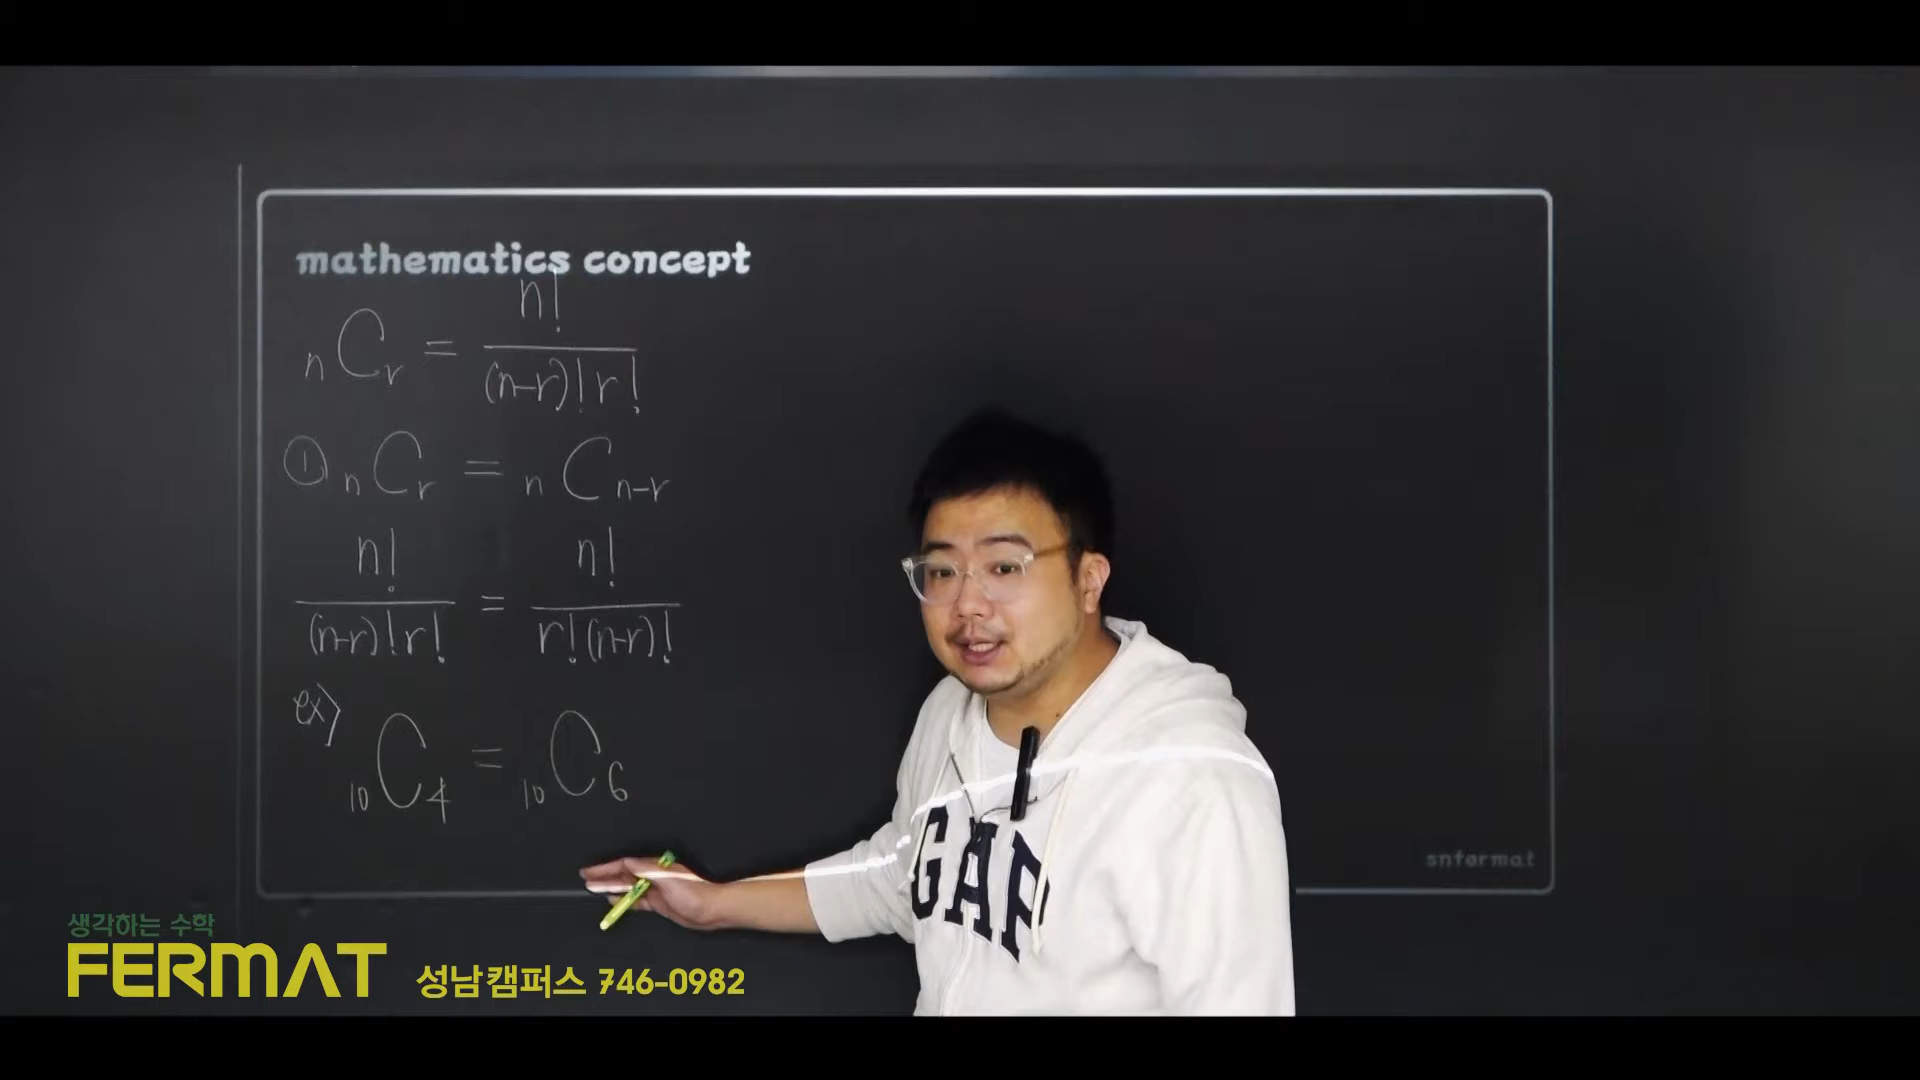 mathematics concept
nCr = n! / (n-r)! r!
① nCr = nCn-r
n! / (n-r)! r! = n! / r! (n-r)!
ex)
10C4 = 10C6
GAP
snfermat
생각하는 수학
FERMAT 성남캠퍼스 746-0982